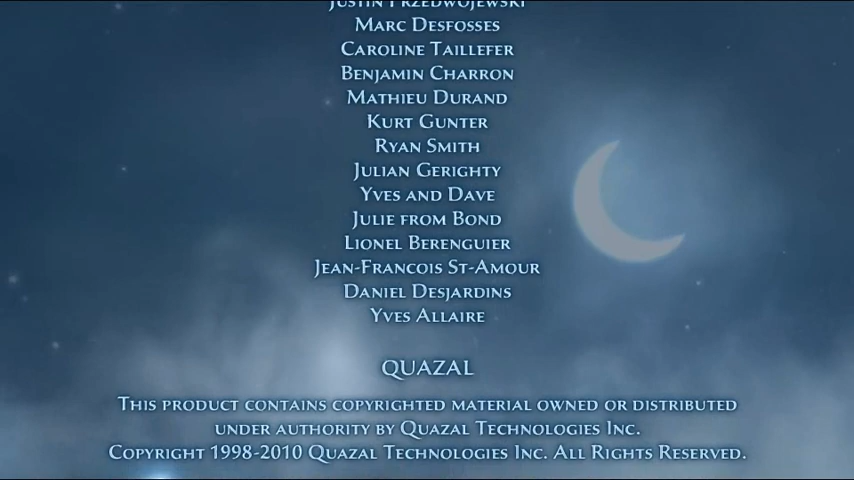 Justin Przedwojewski
Marc Desfosses
Caroline Taillefer
Benjamin Charron
Mathieu Durand
Kurt Gunter
Ryan Smith
Julian Gerighty
Yves and Dave
Julie from Bond
Lionel Berenguier
Jean-Francois St-Amour
Daniel Desjardins
Yves Allaire
QUAZAL
This product contains copyrighted material owned or distributed
under authority by Quazal Technologies Inc.
Copyright 1998-2010 Quazal Technologies Inc. All Rights Reserved.